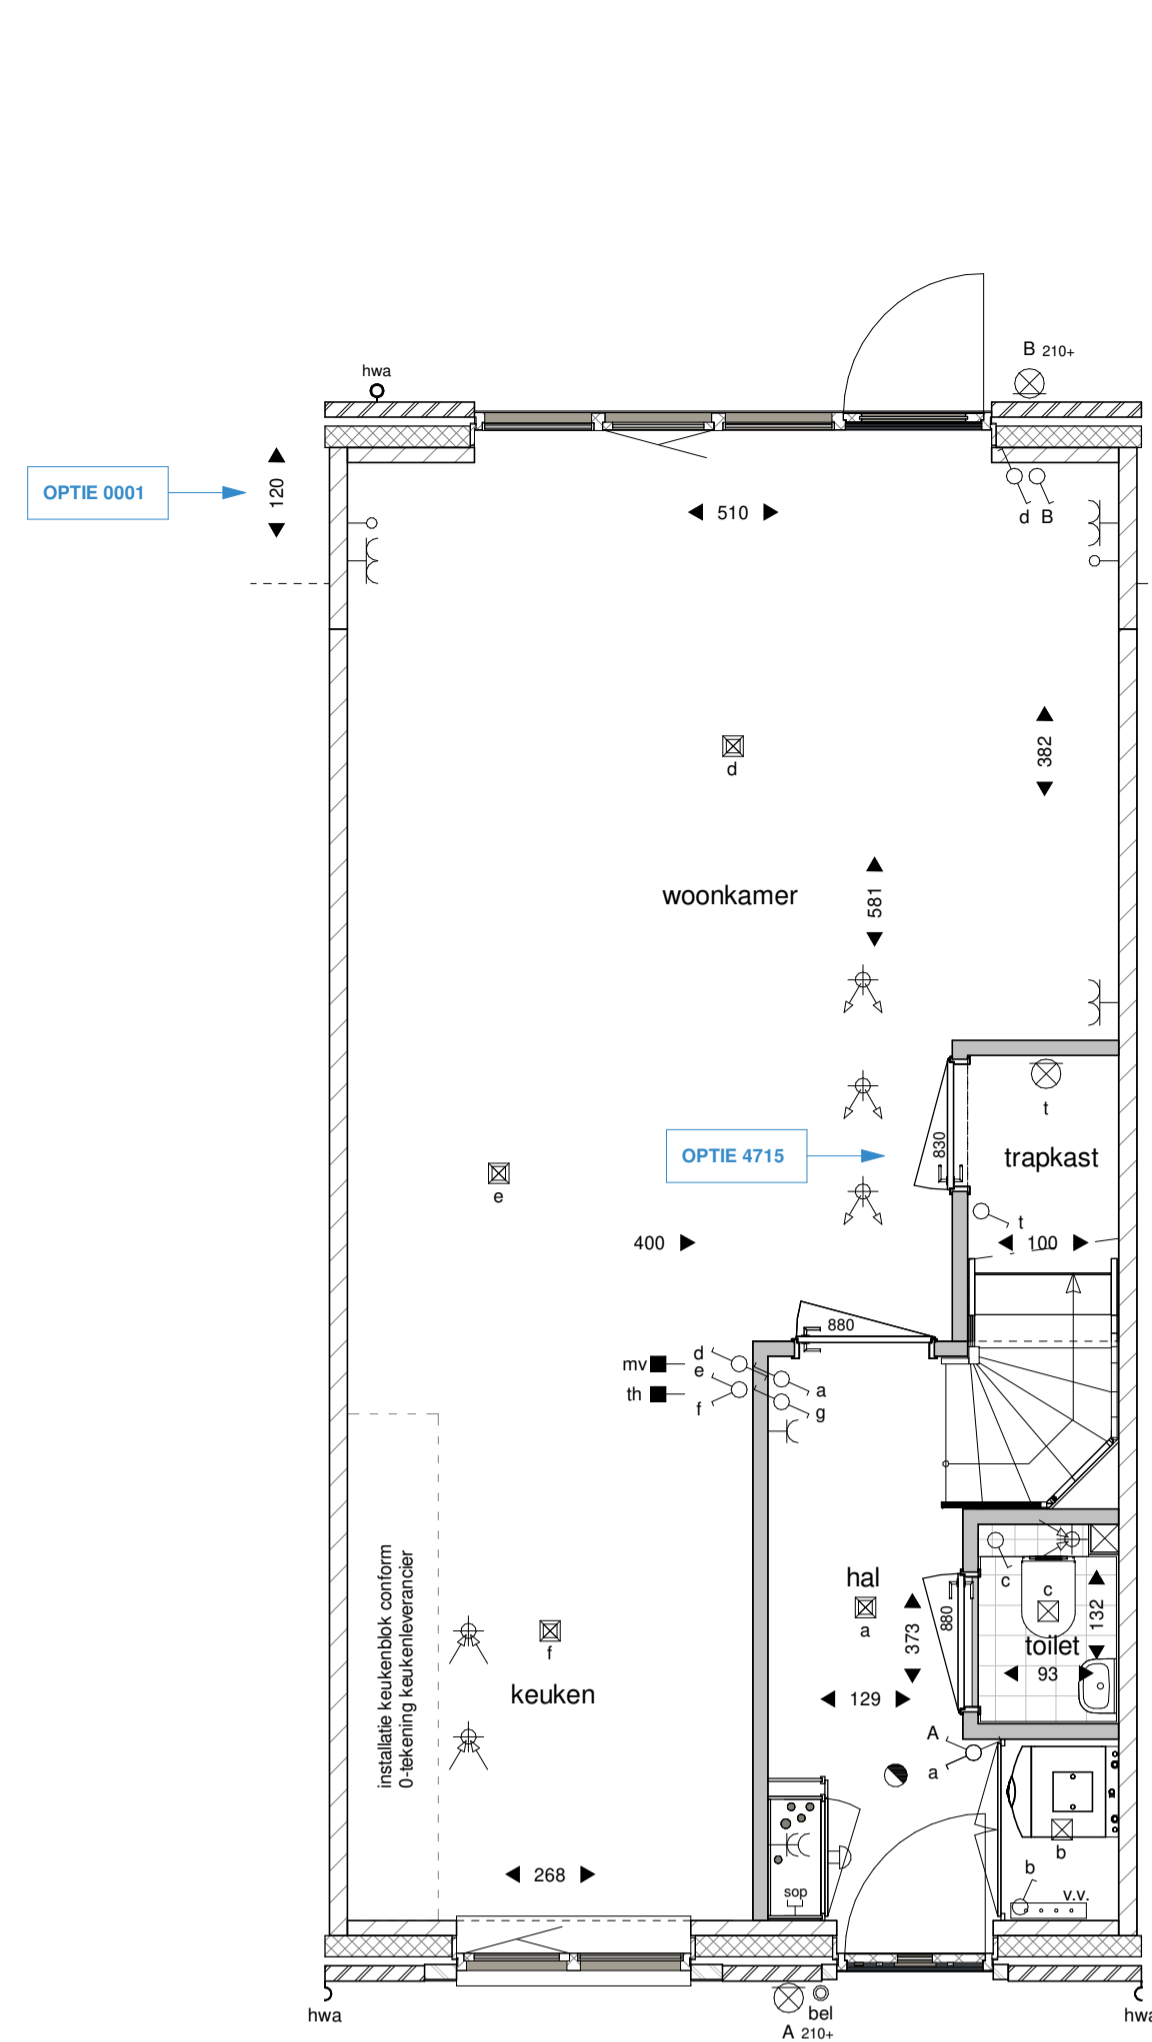 B 210+
hwa
OPTIE 0001
120
510
d B
d
382
woonkamer
581
t
830
OPTIE 4715
trapkast
e
t
400
100
880
mv
d
e
th
f
a
g
installatie keukenblok conform
0-tekening keukenleverancier
hal
a
373
880
c
c
132
toilet
93
f
keuken
129
A
a
268
sop
b
b
v.v.
hwa
bel
A 210+
hwa